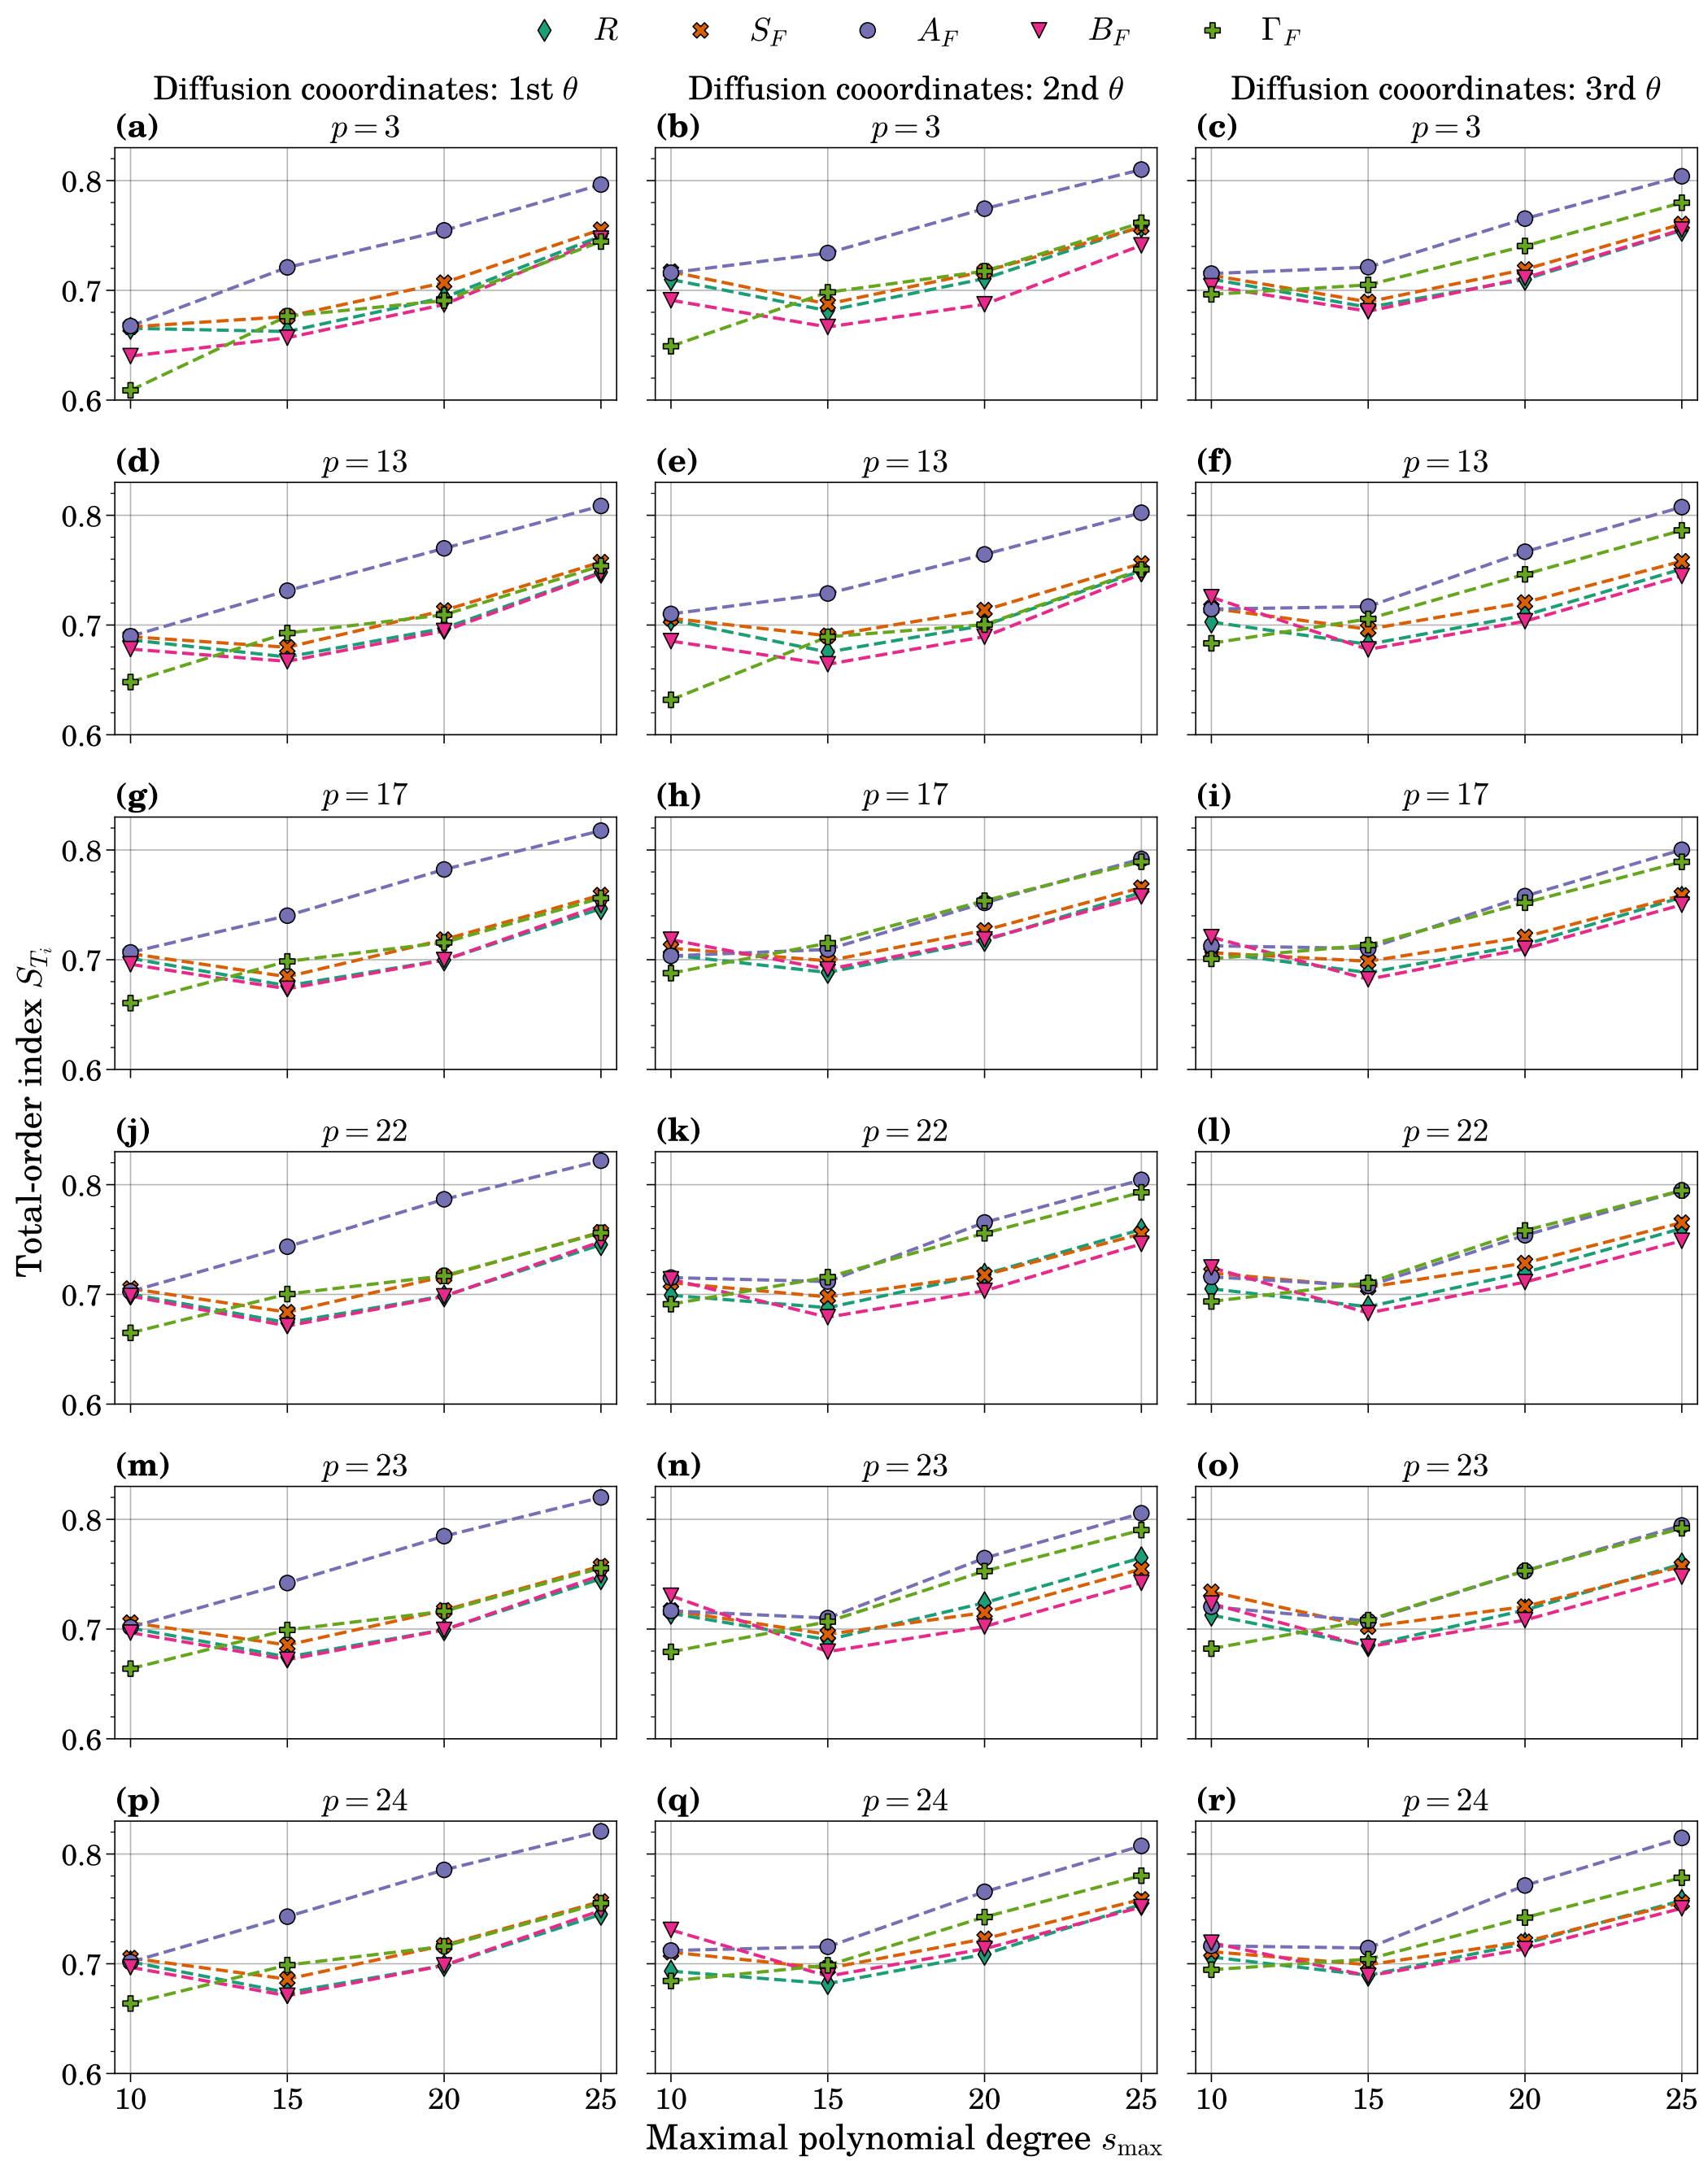 R S_F A_F B_F Γ_F
Diffusion cooordinates: 1st θ Diffusion cooordinates: 2nd θ Diffusion cooordinates: 3rd θ
(a) p = 3 (b) p = 3 (c) p = 3
0.8
0.7
0.6
(d) p = 13 (e) p = 13 (f) p = 13
0.8
0.7
0.6
(g) p = 17 (h) p = 17 (i) p = 17
0.8
0.7
0.6
(j) p = 22 (k) p = 22 (l) p = 22
0.8
0.7
0.6
(m) p = 23 (n) p = 23 (o) p = 23
0.8
0.7
0.6
(p) p = 24 (q) p = 24 (r) p = 24
0.8
0.7
0.6
10 15 20 25 10 15 20 25 10 15 20 25
Total-order index S_{T_i}
Maximal polynomial degree s_max